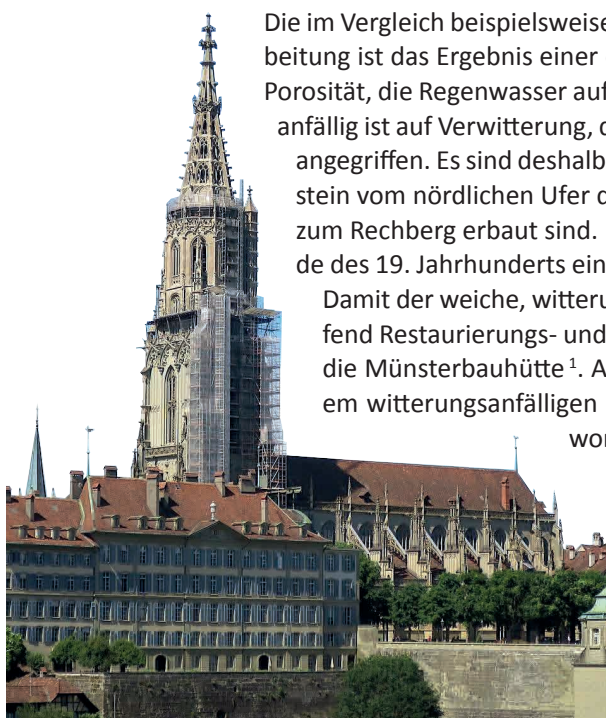 Die im Vergleich beispielsweise
beitung ist das Ergebnis einer
Porosität, die Regenwasser auf
anfällig ist auf Verwitterung,
angegriffen. Es sind deshalb
stein vom nördlichen Ufer
zum Rechberg erbaut sind.
de des 19. Jahrhunderts ein
Damit der weiche, witteru
fend Restaurierungs- und
die Münsterbauhütte¹. A
em witterungsanfälligen
wor